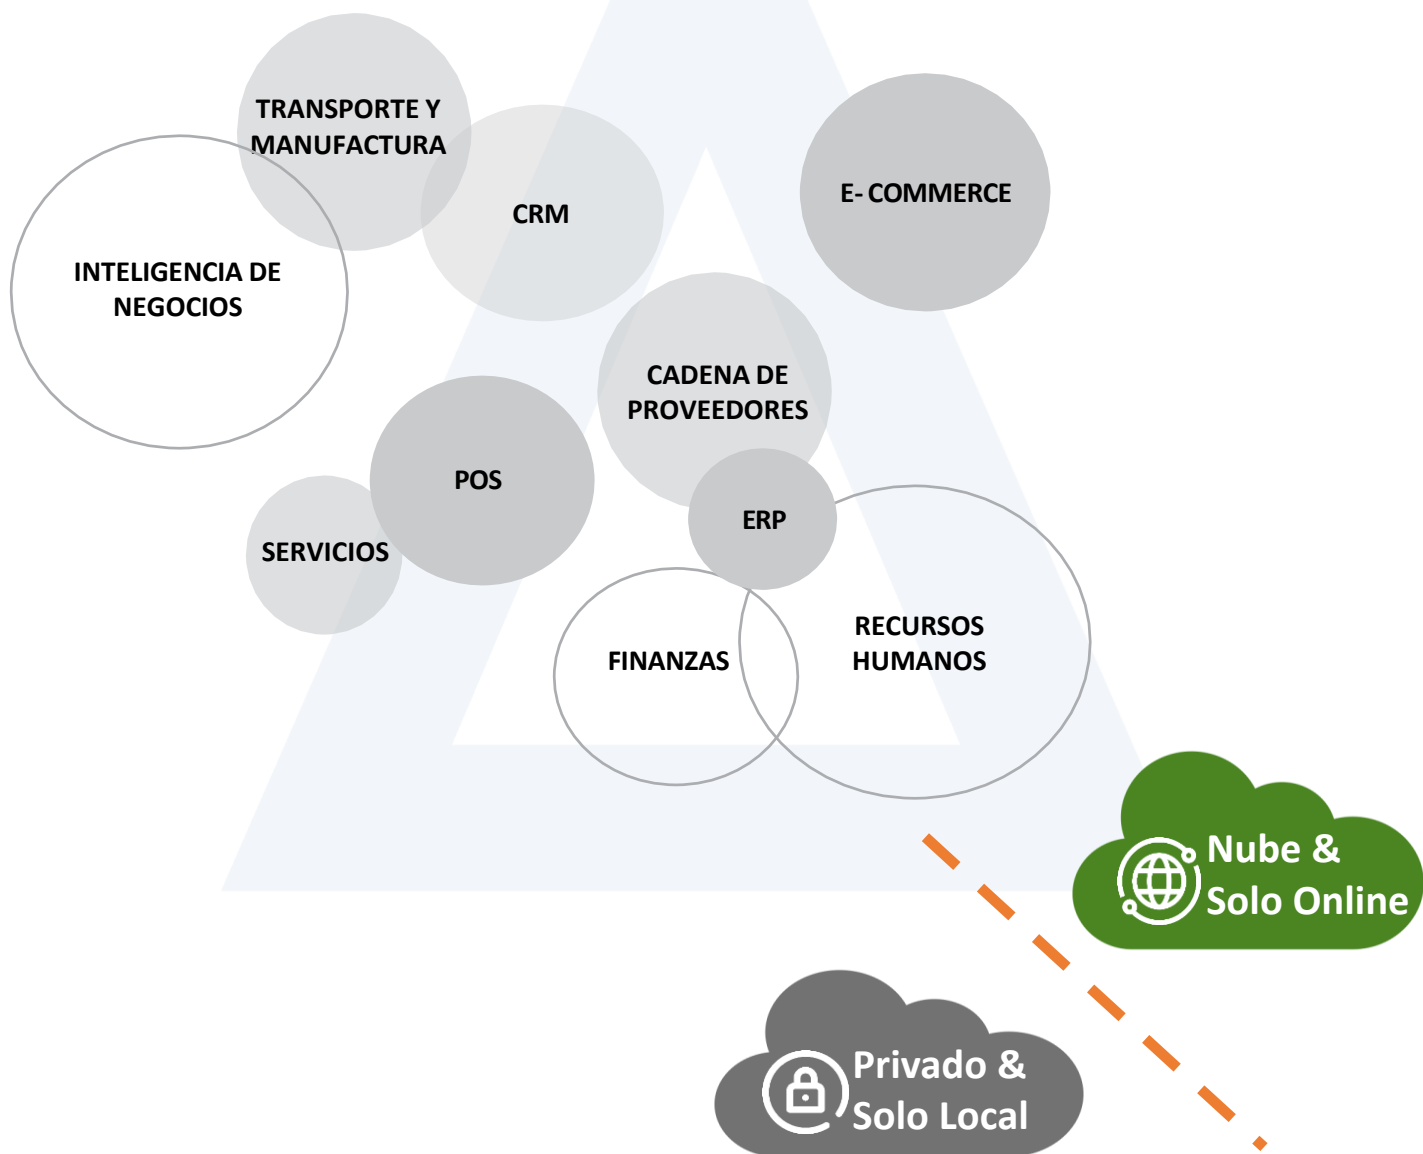 TRANSPORTE Y
MANUFACTURA
CRM
E- COMMERCE
INTELIGENCIA DE
NEGOCIOS
CADENA DE
PROVEEDORES
POS
ERP
SERVICIOS
FINANZAS
RECURSOS
HUMANOS
Nube &
Solo Online
Privado &
Solo Local